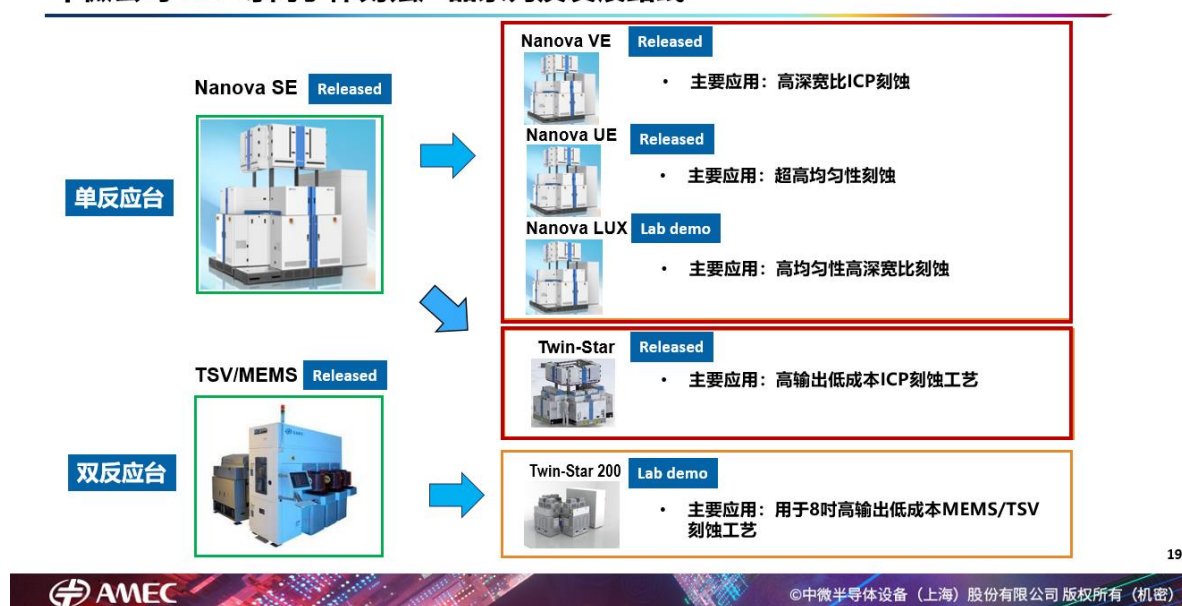 Nanova VE Released
• 主要应用：高深宽比ICP刻蚀
Nanova SE Released
Nanova UE Released
• 主要应用：超高均匀性刻蚀
单反应台
Nanova LUX Lab demo
• 主要应用：高均匀性高深宽比刻蚀
Twin-Star Released
• 主要应用：高输出低成本ICP刻蚀工艺
TSV/MEMS Released
双反应台
Twin-Star 200 Lab demo
• 主要应用：用于8吋高输出低成本MEMS/TSV
刻蚀工艺
19
AMEC
©中微半导体设备（上海）股份有限公司 版权所有（机密）